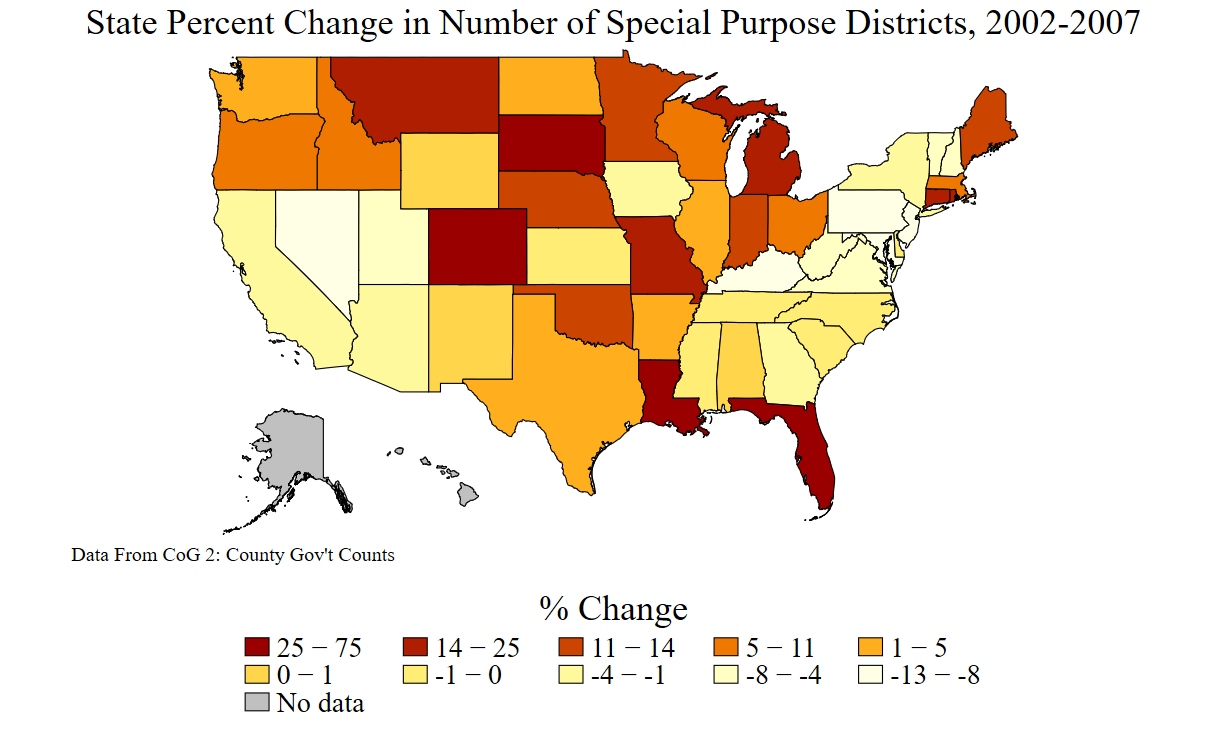 State Percent Change in Number of Special Purpose Districts, 2002-2007
Data From CoG 2: County Gov't Counts
% Change
25 − 75 14 − 25 11 − 14 5 − 11 1 − 5
0 − 1 -1 − 0 -4 − -1 -8 − -4 -13 − -8
No data